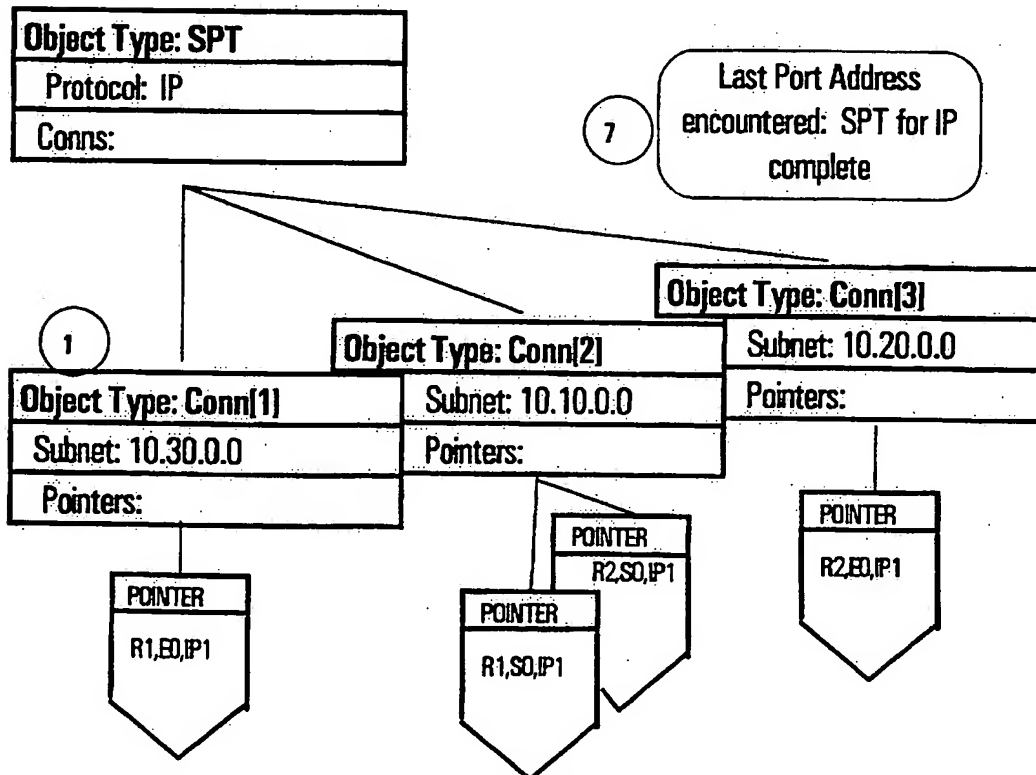 Object Type: SPT
Protocol: IP
Conns:
7
Last Port Address
encountered: SPT for IP
complete
1
Object Type: Conn[1]
Subnet: 10.30.0.0
Pointers:
Object Type: Conn[2]
Subnet: 10.10.0.0
Pointers:
Object Type: Conn[3]
Subnet: 10.20.0.0
Pointers:
POINTER
R1,E0,IP1
POINTER
R1,S0,IP1
POINTER
R2,S0,IP1
POINTER
R2,E0,IP1